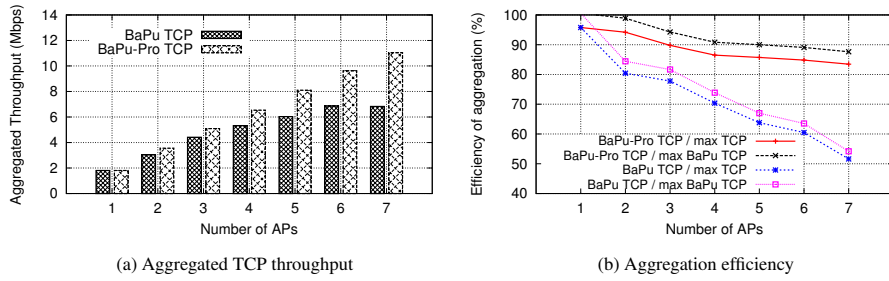 Aggregated Throughput (Mbps)
14
12
10
8
6
4
2
0
BaPu TCP
BaPu-Pro TCP
1 2 3 4 5 6 7
Number of APs
(a) Aggregated TCP throughput
Efficiency of aggregation (%)
100
90
80
70
60
50
40
BaPu-Pro TCP / max TCP
BaPu-Pro TCP / max BaPu TCP
BaPu TCP / max TCP
BaPu TCP / max BaPu TCP
1 2 3 4 5 6 7
Number of APs
(b) Aggregation efficiency